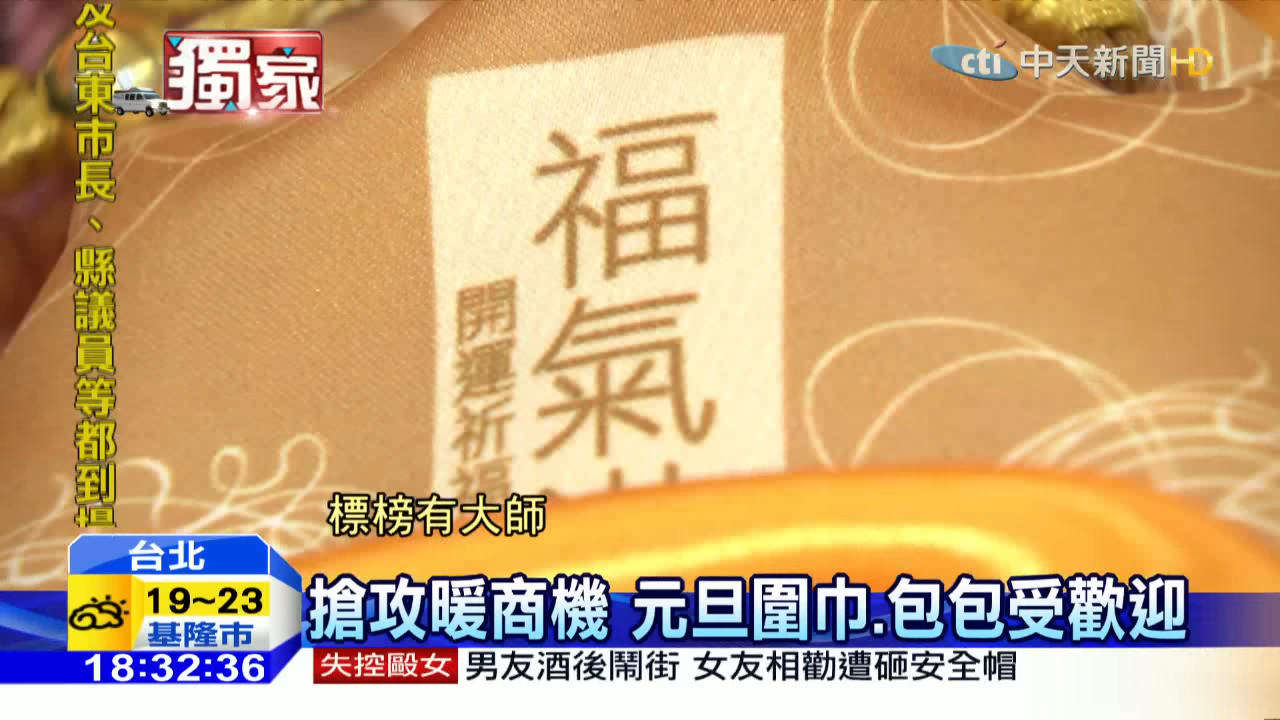 及台東市長、縣議員等都到場
獨家
cti 中天新聞HD
福氣
開運祈福
標榜有大師
台北
19~23
基隆市
18:32:36
搶攻暖商機 元旦圍巾.包包受歡迎
失控毆女 男友酒後鬧街 女友相勸遭砸安全帽